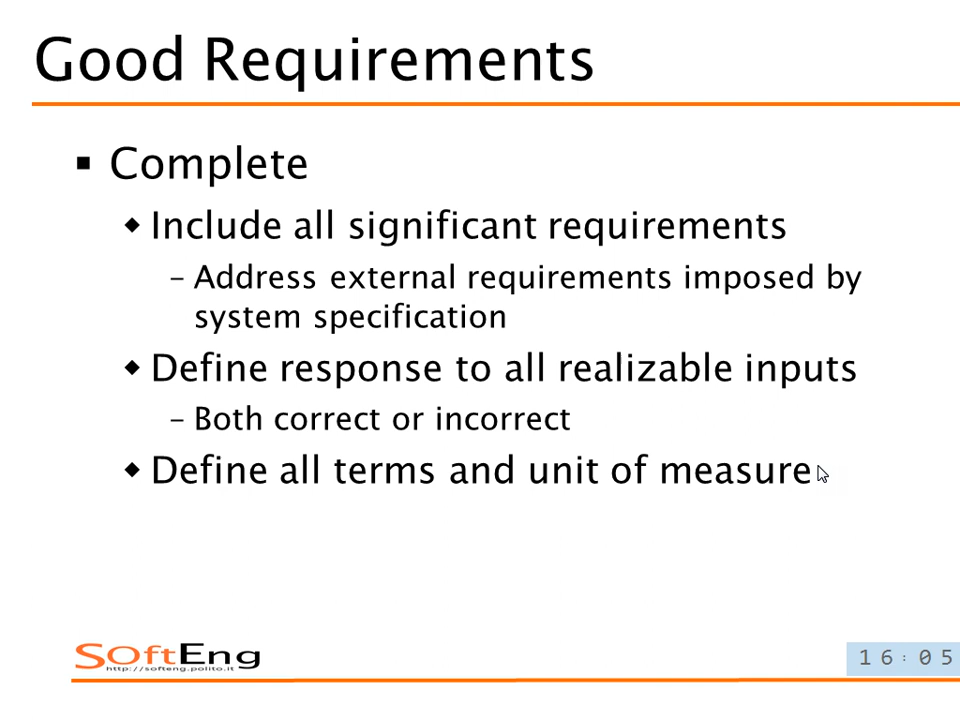 Good Requirements
▪ Complete
◆ Include all significant requirements
– Address external requirements imposed by
system specification
◆ Define response to all realizable inputs
– Both correct or incorrect
◆ Define all terms and unit of measure
SOftEng
http://softeng.polito.it
16:05